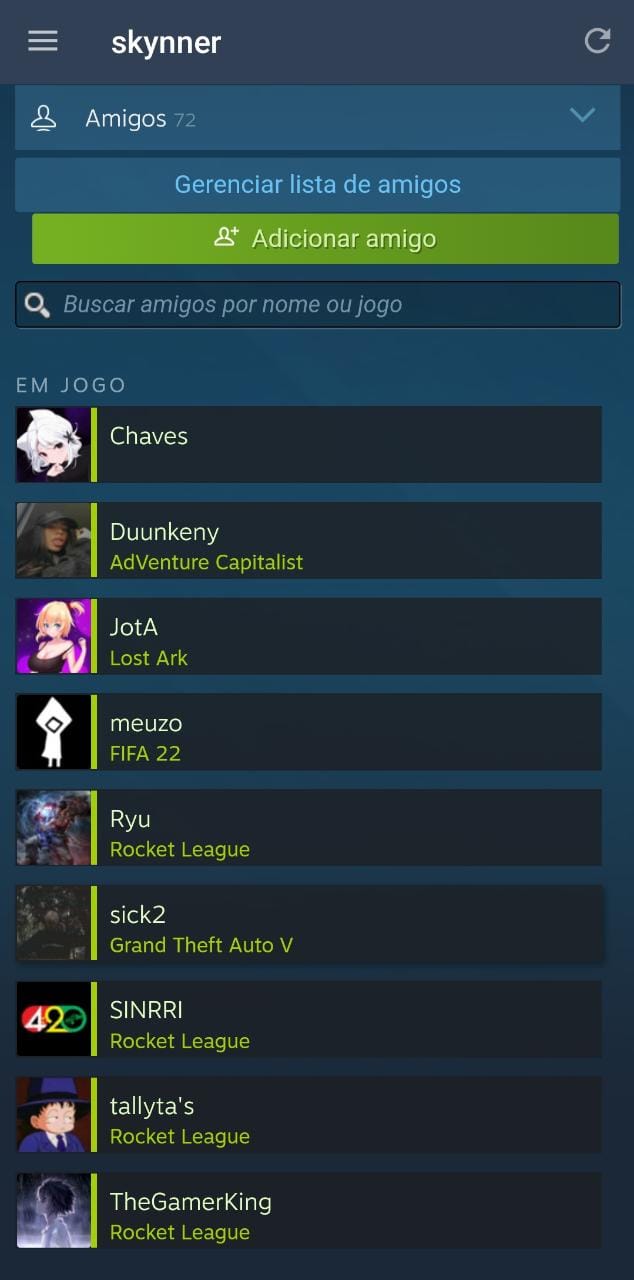 skynner
Amigos 72
Gerenciar lista de amigos
Adicionar amigo
Buscar amigos por nome ou jogo
EM JOGO
Chaves
Duunkeny
AdVenture Capitalist
JotA
Lost Ark
meuzo
FIFA 22
Ryu
Rocket League
sick2
Grand Theft Auto V
420
SINRRI
Rocket League
tallyta's
Rocket League
TheGamerKing
Rocket League